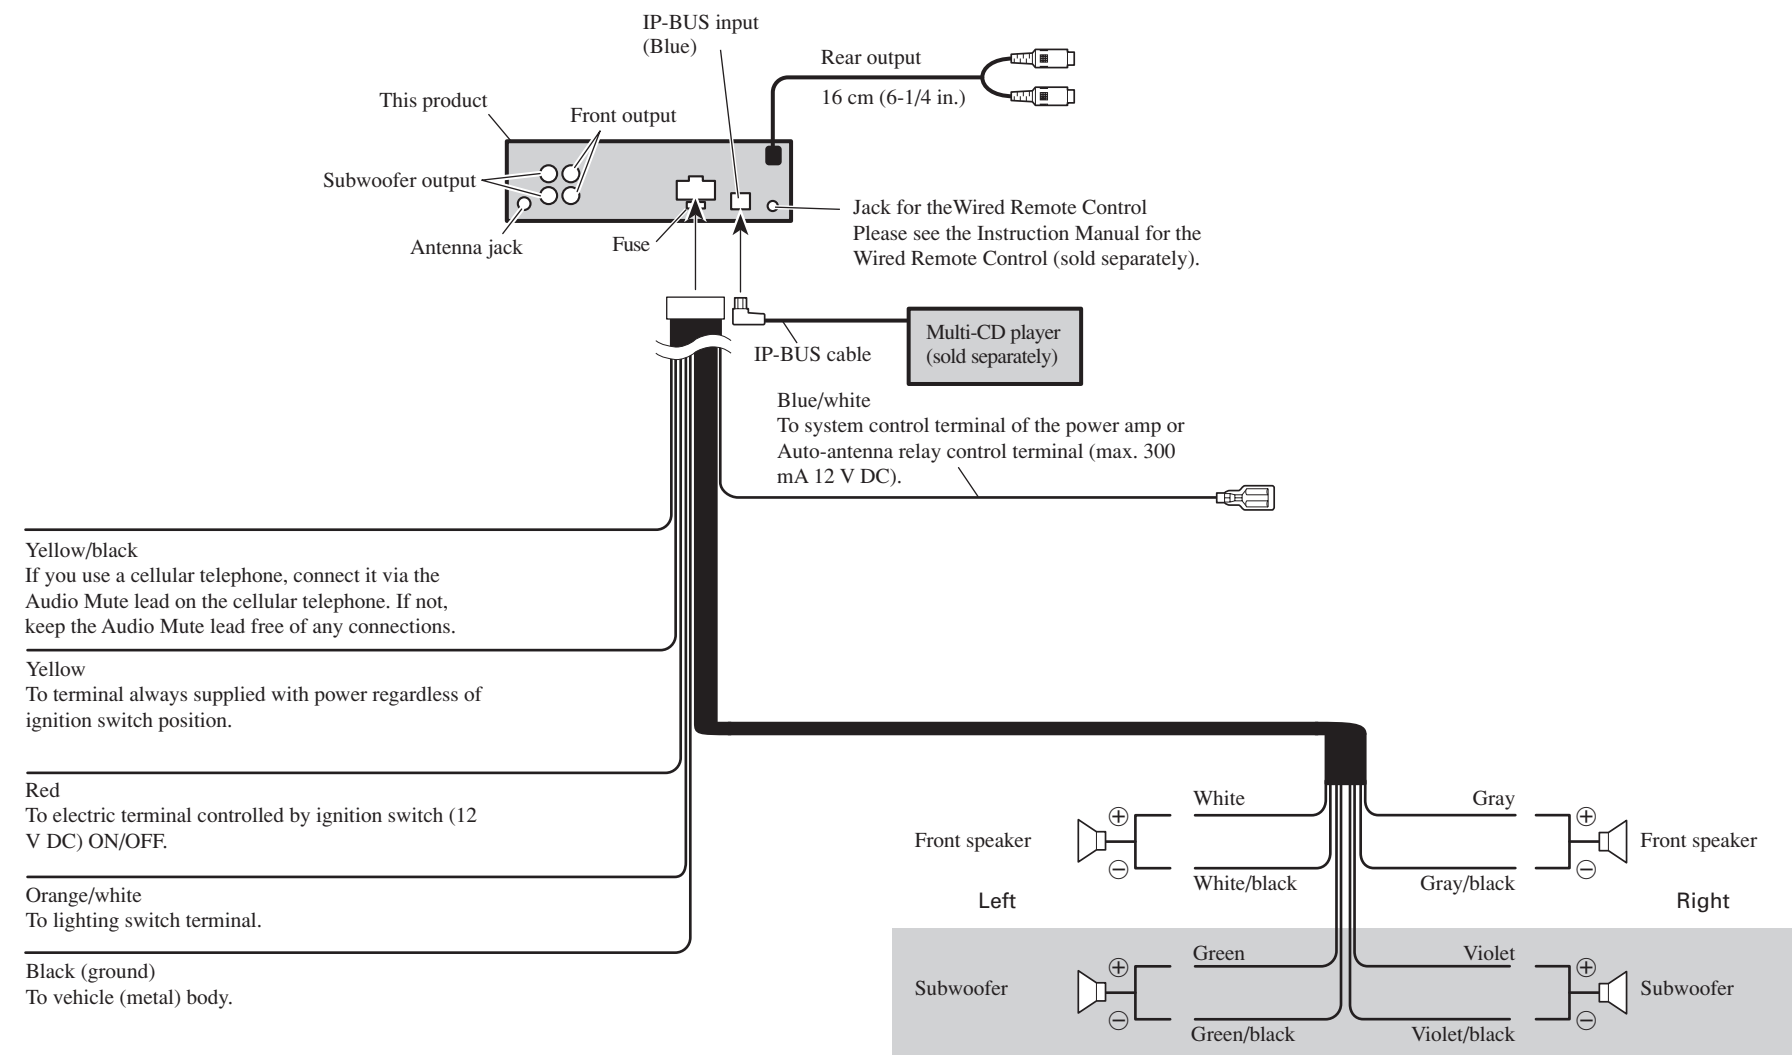 IP-BUS input
(Blue)
Rear output
16 cm (6-1/4 in.)
This product
Front output
Subwoofer output
Antenna jack
Fuse
Jack for theWired Remote Control
Please see the Instruction Manual for the
Wired Remote Control (sold separately).
Multi-CD player
(sold separately)
IP-BUS cable
Blue/white
To system control terminal of the power amp or
Auto-antenna relay control terminal (max. 300
mA 12 V DC).
Yellow/black
If you use a cellular telephone, connect it via the
Audio Mute lead on the cellular telephone. If not,
keep the Audio Mute lead free of any connections.
Yellow
To terminal always supplied with power regardless of
ignition switch position.
Red
To electric terminal controlled by ignition switch (12
V DC) ON/OFF.
Orange/white
To lighting switch terminal.
Black (ground)
To vehicle (metal) body.
White
Gray
+
+
Front speaker
Front speaker
−
−
White/black
Gray/black
Left
Right
Green
Violet
+
+
Subwoofer
Subwoofer
−
−
Green/black
Violet/black